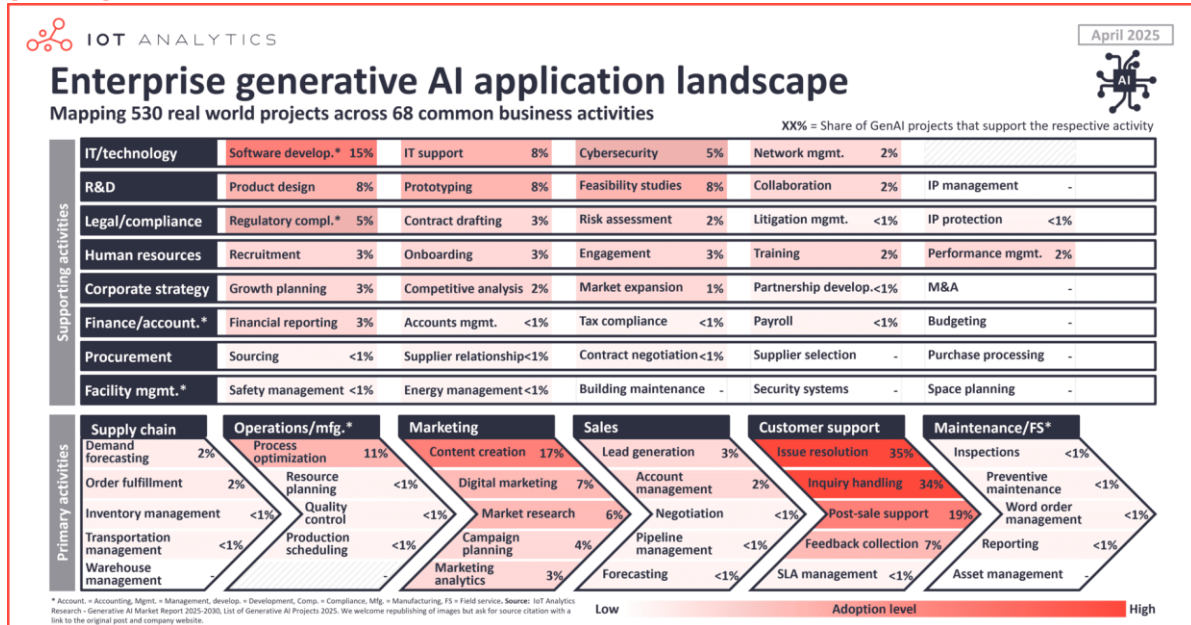 IOT ANALYTICS
April 2025
AI
Enterprise generative AI application landscape
Mapping 530 real world projects across 68 common business activities
XX% = Share of GenAI projects that support the respective activity
Supporting activities
IT/technology Software develop.* 15% IT support 8% Cybersecurity 5% Network mgmt. 2%
R&D Product design 8% Prototyping 8% Feasibility studies 8% Collaboration 2% IP management -
Legal/compliance Regulatory compl.* 5% Contract drafting 3% Risk assessment 2% Litigation mgmt. <1% IP protection <1%
Human resources Recruitment 3% Onboarding 3% Engagement 3% Training 2% Performance mgmt. 2%
Corporate strategy Growth planning 3% Competitive analysis 2% Market expansion 1% Partnership develop.<1% M&A -
Finance/account.* Financial reporting 3% Accounts mgmt. <1% Tax compliance <1% Payroll <1% Budgeting -
Procurement Sourcing <1% Supplier relationship<1% Contract negotiation<1% Supplier selection - Purchase processing -
Facility mgmt.* Safety management <1% Energy management<1% Building maintenance - Security systems - Space planning -
Primary activities
Supply chain
Demand
forecasting 2%
Order fulfillment 2%
Inventory management <1%
Transportation
management <1%
Warehouse
management -
Operations/mfg.*
Process
optimization 11%
Resource
planning <1%
Quality
control <1%
Production
scheduling <1%
-
Marketing
Content creation 17%
Digital marketing 7%
Market research 6%
Campaign
planning 4%
Marketing
analytics 3%
Sales
Lead generation 3%
Account
management 2%
Negotiation <1%
Pipeline
management <1%
Forecasting <1%
Customer support
Issue resolution 35%
Inquiry handling 34%
Post-sale support 19%
Feedback collection 7%
SLA management <1%
Maintenance/FS*
Inspections <1%
Preventive
maintenance <1%
Word order
management <1%
Reporting <1%
Asset management -
* Account. = Accounting, Mgmt. = Management, develop. = Development, Comp. = Compliance, Mfg. = Manufacturing, FS = Field service. Source: IoT Analytics
Research - Generative AI Market Report 2025-2030, List of Generative AI Projects 2025. We welcome republishing of images but ask for source citation with a
link to the original post and company website.
Low Adoption level High